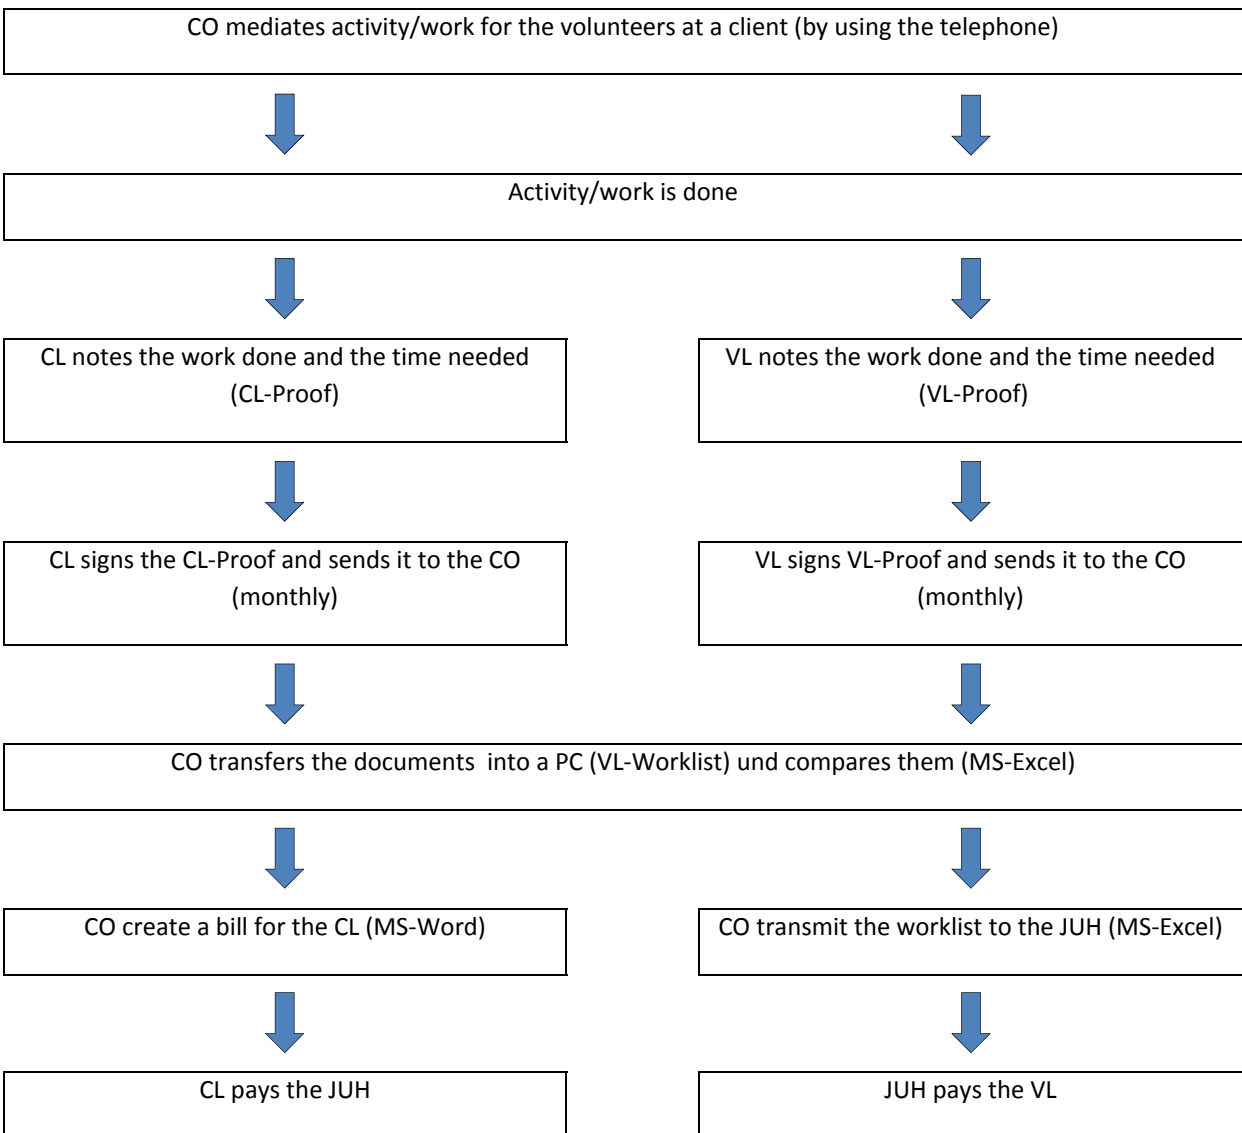 CO mediates activity/work for the volunteers at a client (by using the telephone)
Activity/work is done
CL notes the work done and the time needed
(CL-Proof)
VL notes the work done and the time needed
(VL-Proof)
CL signs the CL-Proof and sends it to the CO
(monthly)
VL signs VL-Proof and sends it to the CO
(monthly)
CO transfers the documents into a PC (VL-Worklist) und compares them (MS-Excel)
CO create a bill for the CL (MS-Word)
CO transmit the worklist to the JUH (MS-Excel)
CL pays the JUH
JUH pays the VL